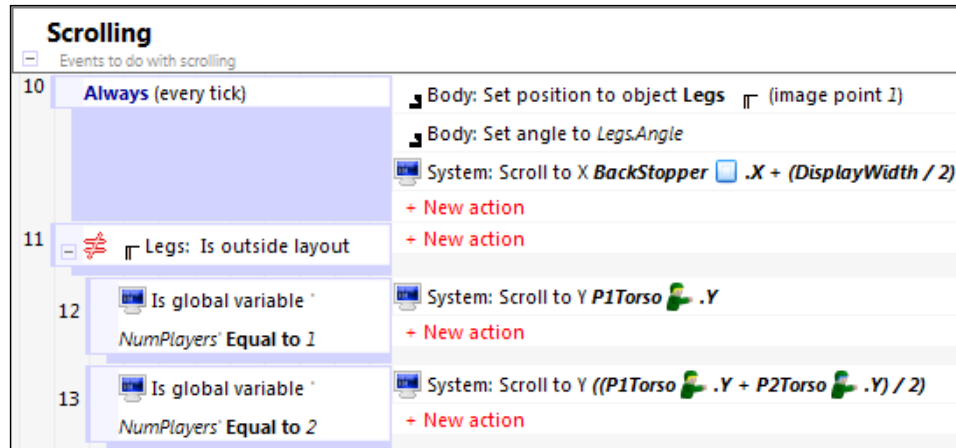 Scrolling
Events to do with scrolling
10 Always (every tick) Body: Set position to object Legs (image point 1)
Body: Set angle to Legs.Angle
System: Scroll to X BackStopper .X + (DisplayWidth / 2)
+ New action
11 Legs: Is outside layout + New action
12 Is global variable ' System: Scroll to Y P1Torso .Y
NumPlayers' Equal to 1 + New action
13 Is global variable ' System: Scroll to Y ((P1Torso .Y + P2Torso .Y) / 2)
NumPlayers' Equal to 2 + New action